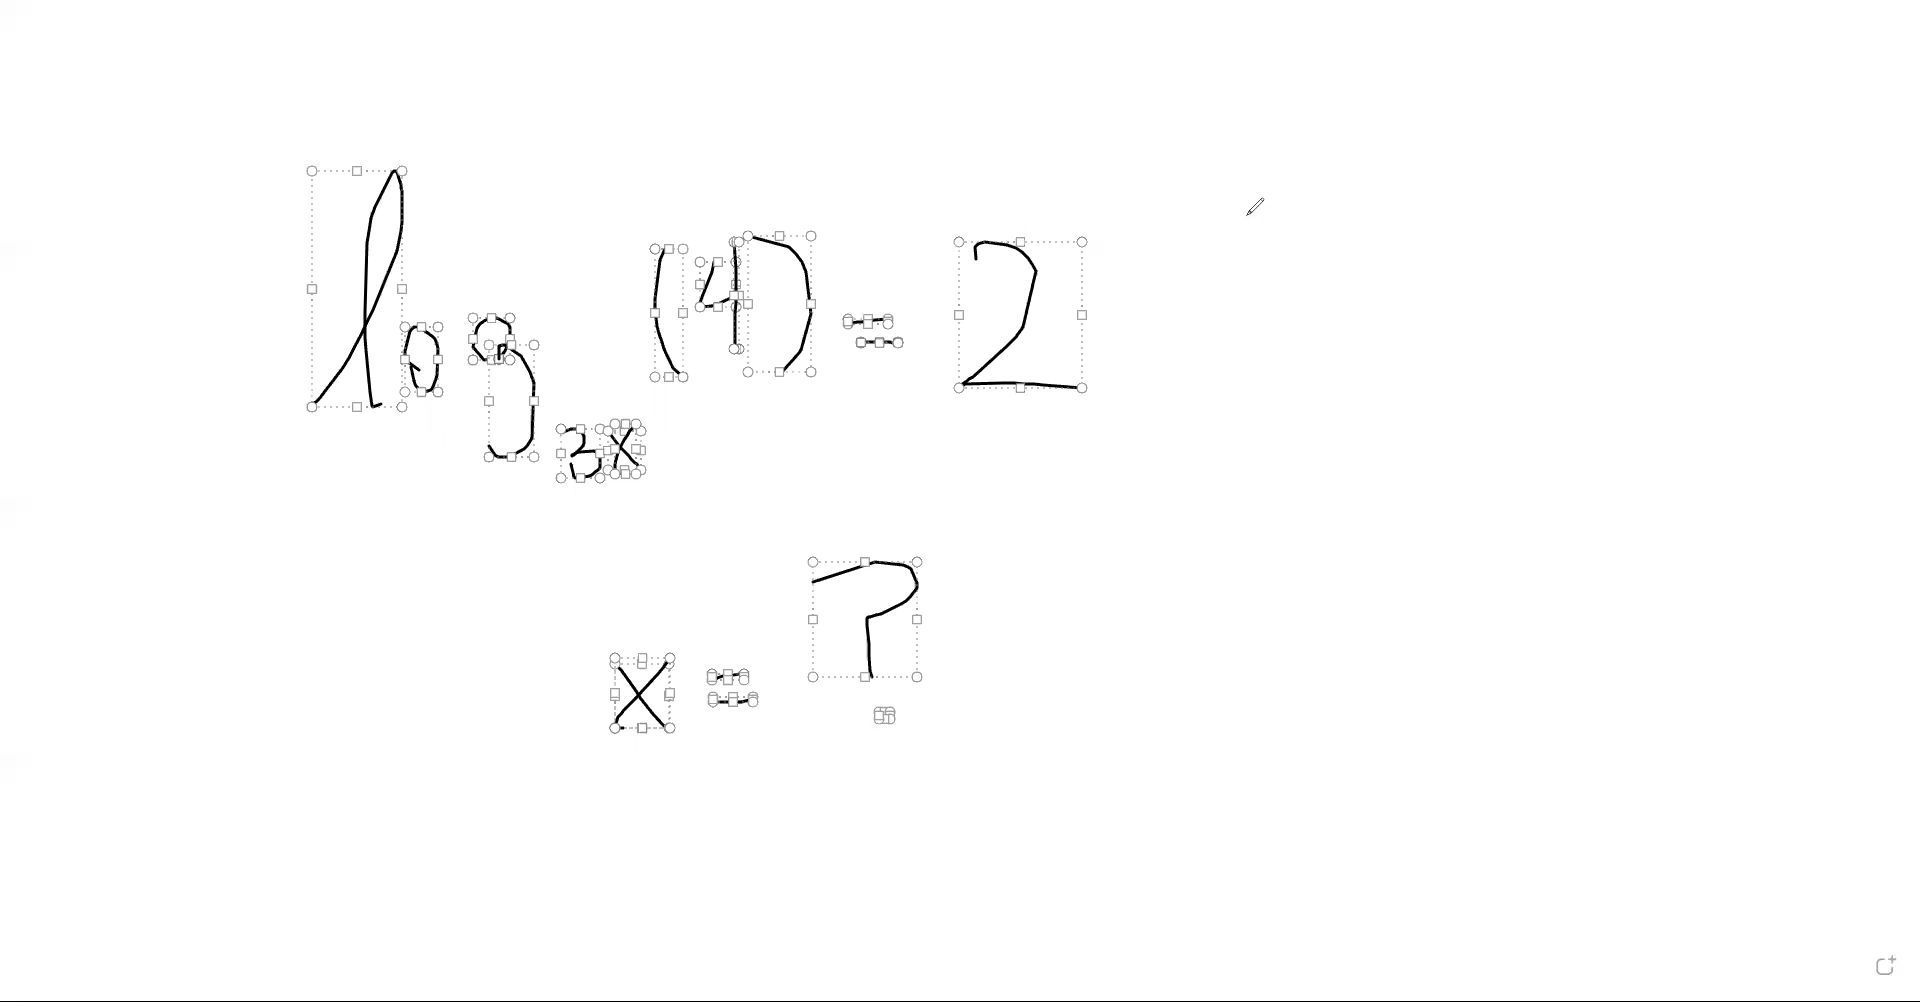 log₃ₓ(4) = 2
x = ?